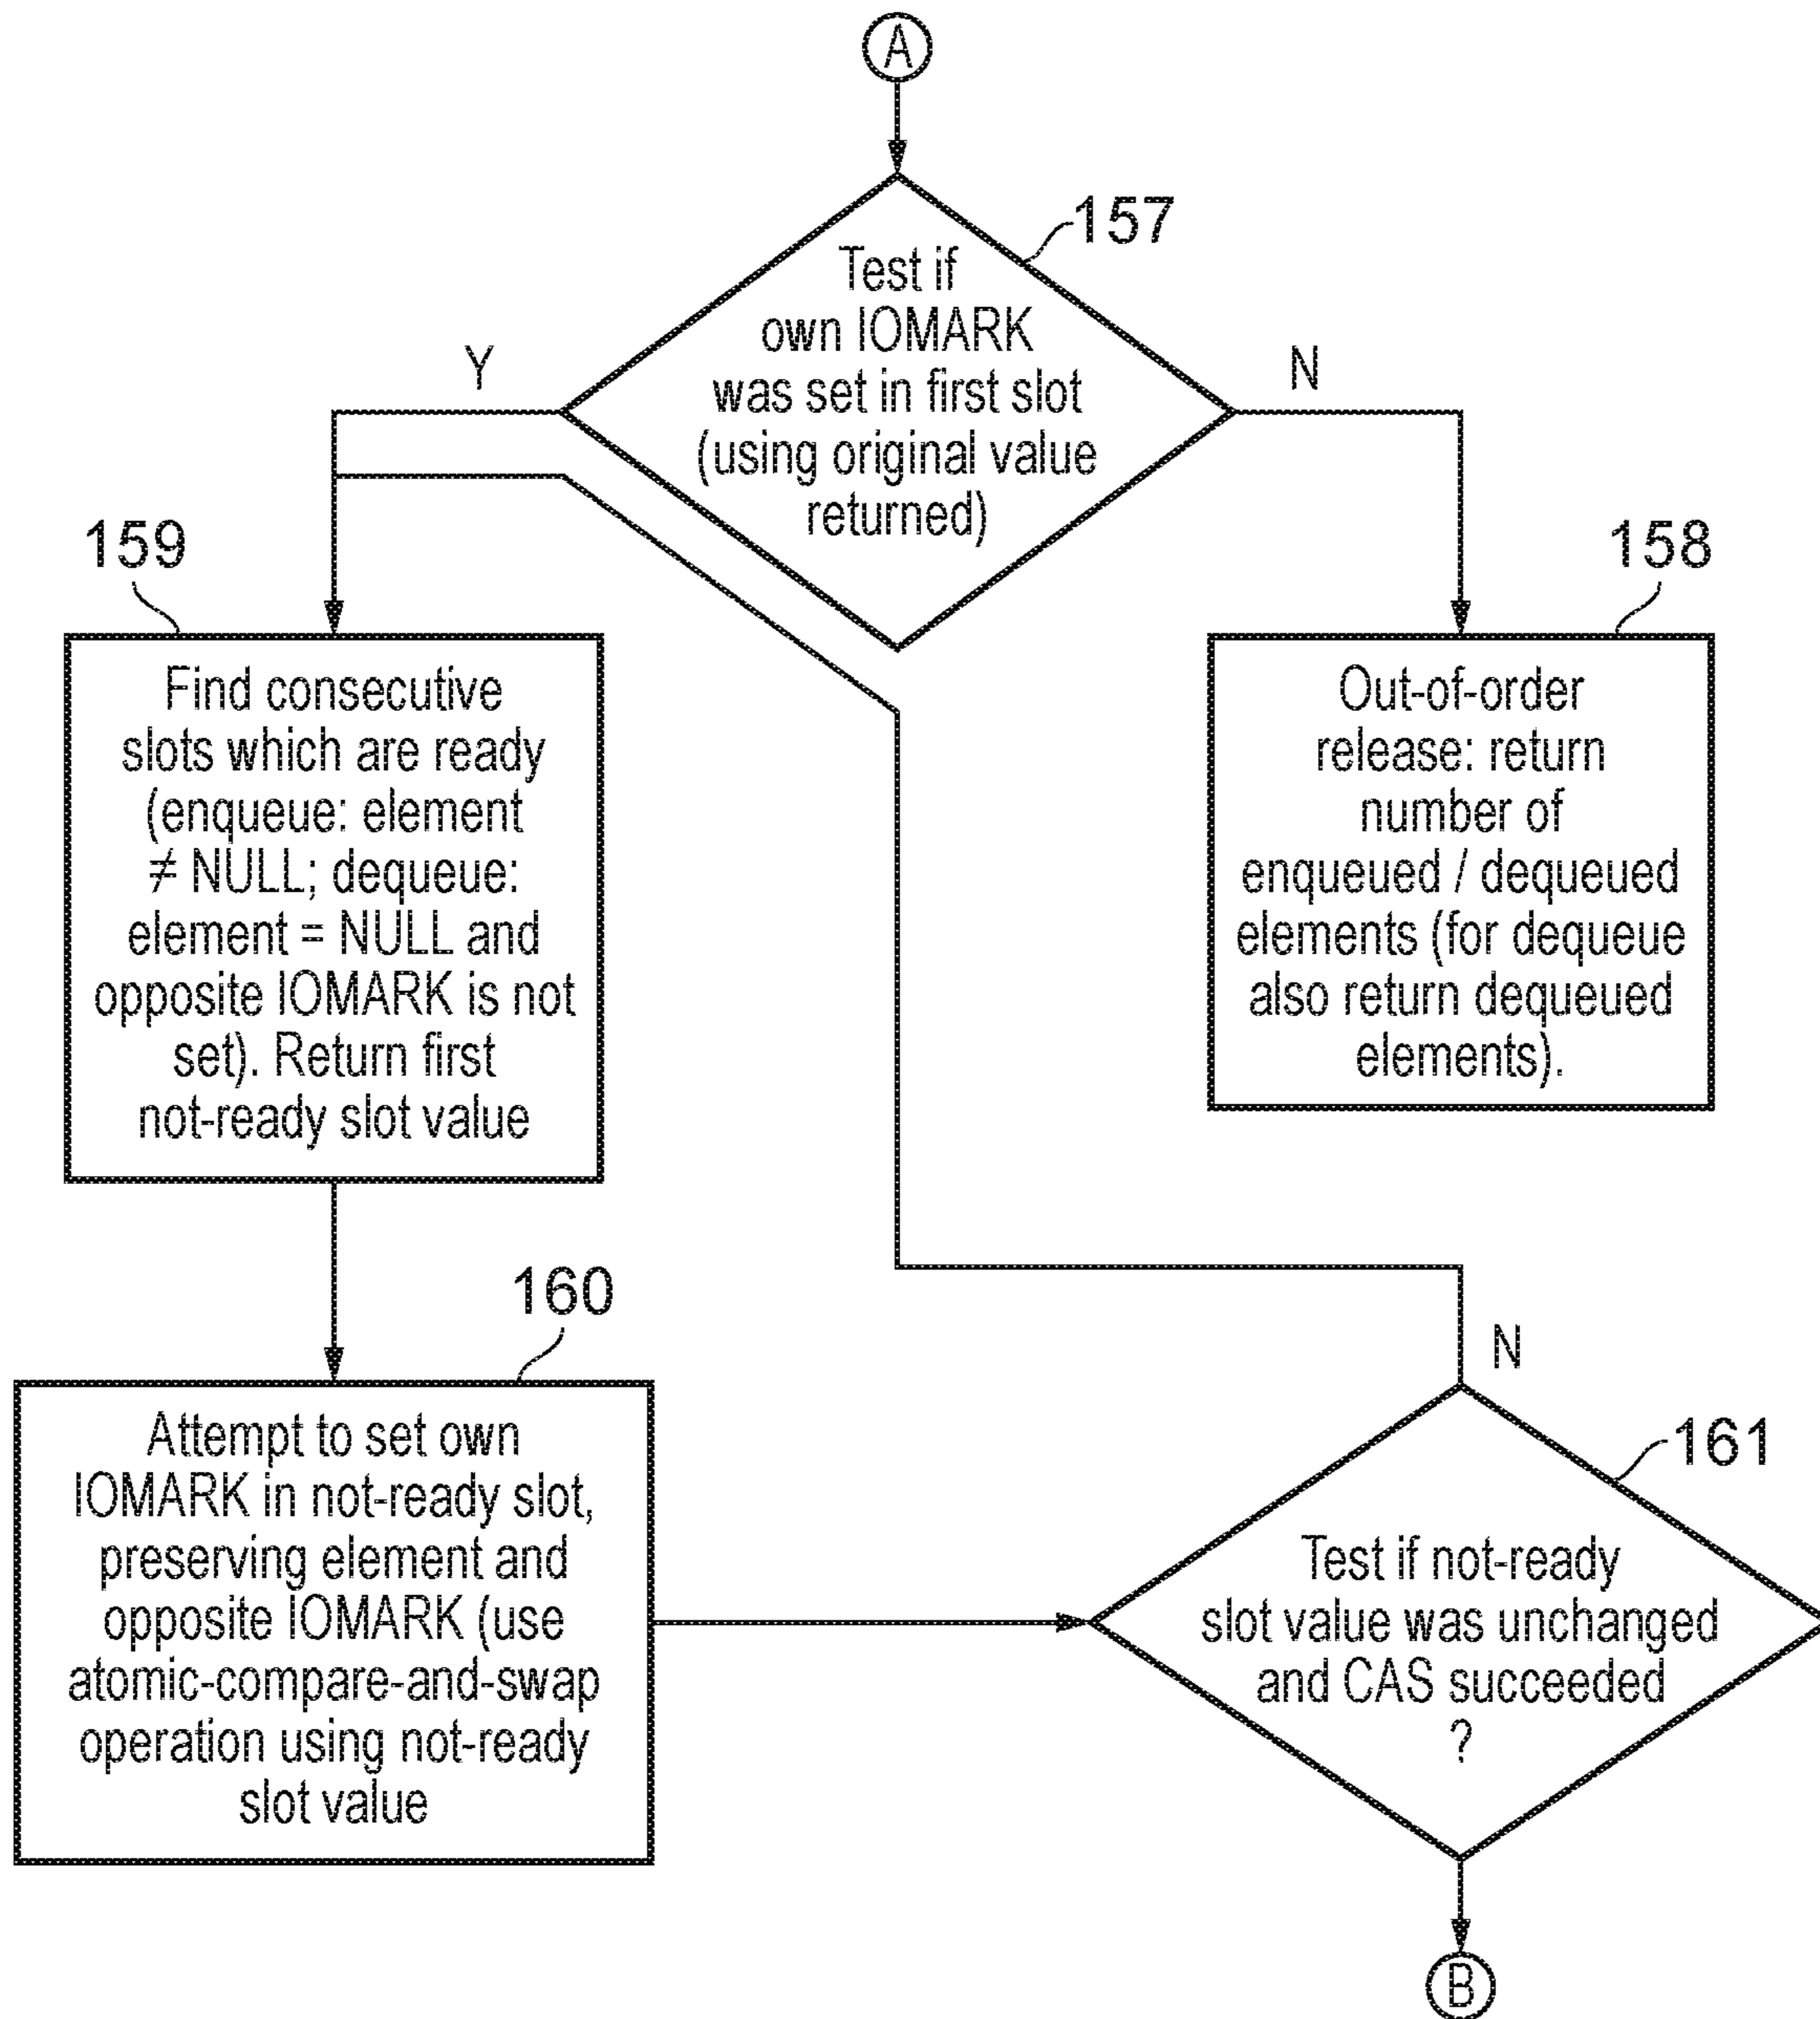 A
157
Test if
own IOMARK
was set in first slot
(using original value
returned)
Y
N
159
Find consecutive
slots which are ready
(enqueue: element
≠ NULL; dequeue:
element = NULL and
opposite IOMARK is not
set). Return first
not-ready slot value
158
Out-of-order
release: return
number of
enqueued / dequeued
elements (for dequeue
also return dequeued
elements).
160
Attempt to set own
IOMARK in not-ready slot,
preserving element and
opposite IOMARK (use
atomic-compare-and-swap
operation using not-ready
slot value
N
161
Test if not-ready
slot value was unchanged
and CAS succeeded
?
B